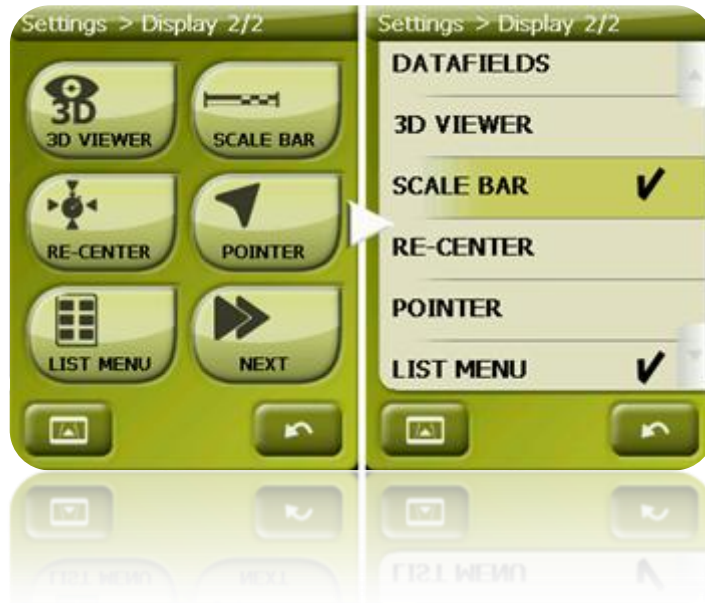 Settings > Display 2/2
3D
3D VIEWER
SCALE BAR
RE-CENTER
POINTER
LIST MENU
NEXT
Settings > Display 2/2
DATAFIELDS
3D VIEWER
SCALE BAR
RE-CENTER
POINTER
LIST MENU